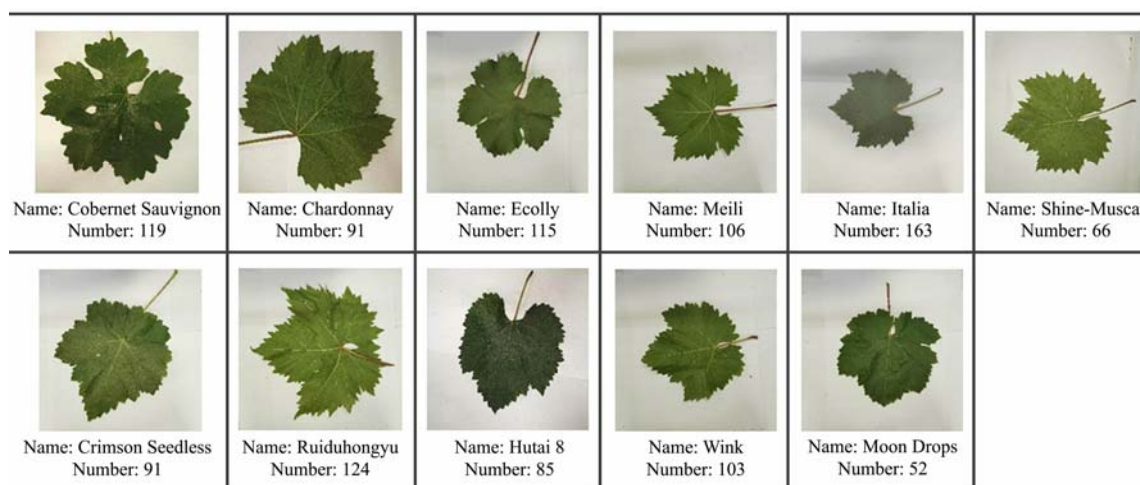 Name: Cobernet Sauvignon
Number: 119
Name: Chardonnay
Number: 91
Name: Ecolly
Number: 115
Name: Meili
Number: 106
Name: Italia
Number: 163
Name: Shine-Musca
Number: 66
Name: Crimson Seedless
Number: 91
Name: Ruiduhongyu
Number: 124
Name: Hutai 8
Number: 85
Name: Wink
Number: 103
Name: Moon Drops
Number: 52